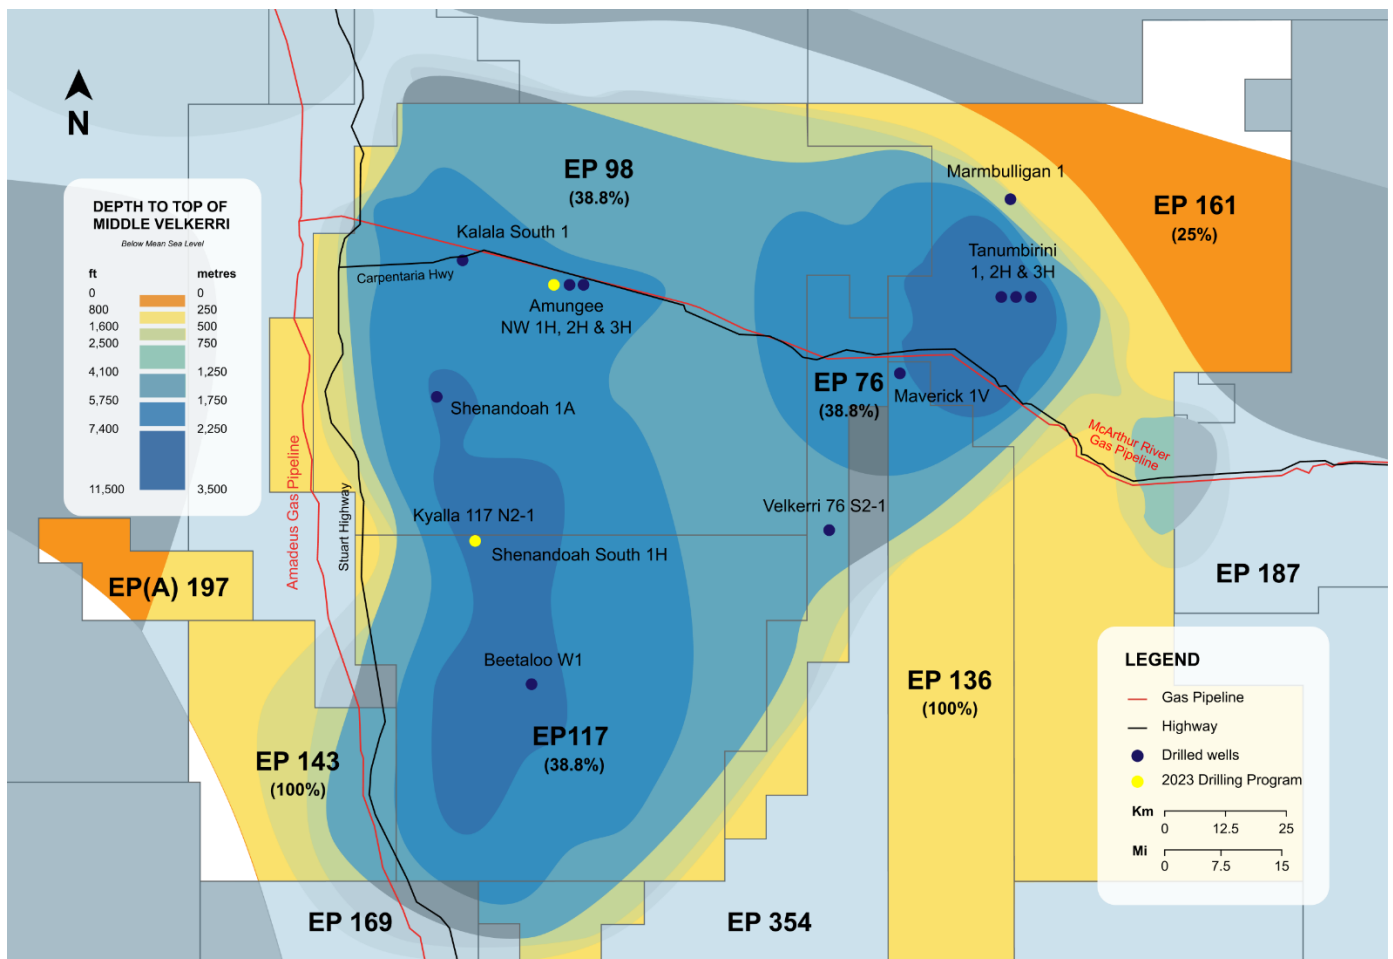 N
DEPTH TO TOP OF
MIDDLE VELKERRI
Below Mean Sea Level
ft metres
0 0
800 250
1,600 500
2,500 750
4,100 1,250
5,750 1,750
7,400 2,250
11,500 3,500
EP 98
(38.8%)
Marmbulligan 1
EP 161
(25%)
Kalala South 1
Carpentaria Hwy
Tanumbirini
1, 2H & 3H
Amungee
NW 1H, 2H & 3H
EP 76
(38.8%)
Maverick 1V
Shenandoah 1A
McArthur River
Gas Pipeline
Amadeus Gas Pipeline
Stuart Highway
Kyalla 117 N2-1
Shenandoah South 1H
Velkerri 76 S2-1
EP(A) 197
EP 187
Beetaloo W1
EP117
(38.8%)
EP 136
(100%)
EP 143
(100%)
EP 169
EP 354
LEGEND
Gas Pipeline
Highway
Drilled wells
2023 Drilling Program
Km
0 12.5 25
Mi
0 7.5 15